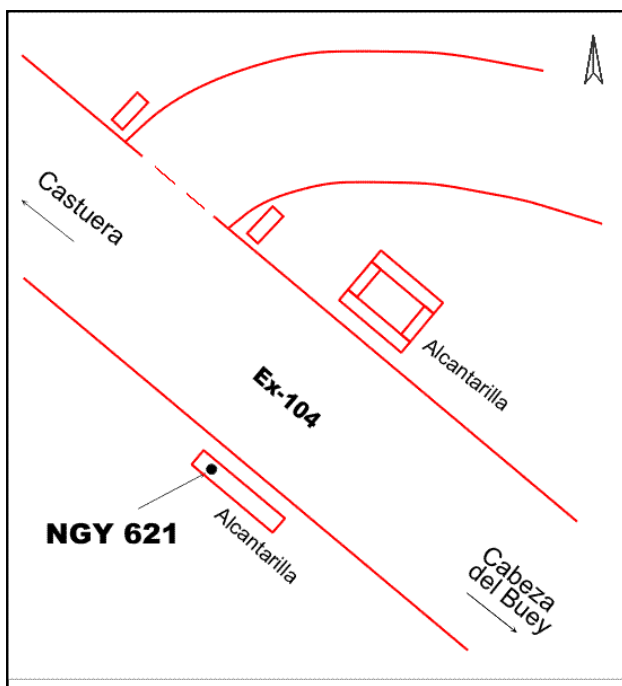 Castuera
Alcantarilla
Ex-104
NGY 621
Alcantarilla
Cabeza
del Buey